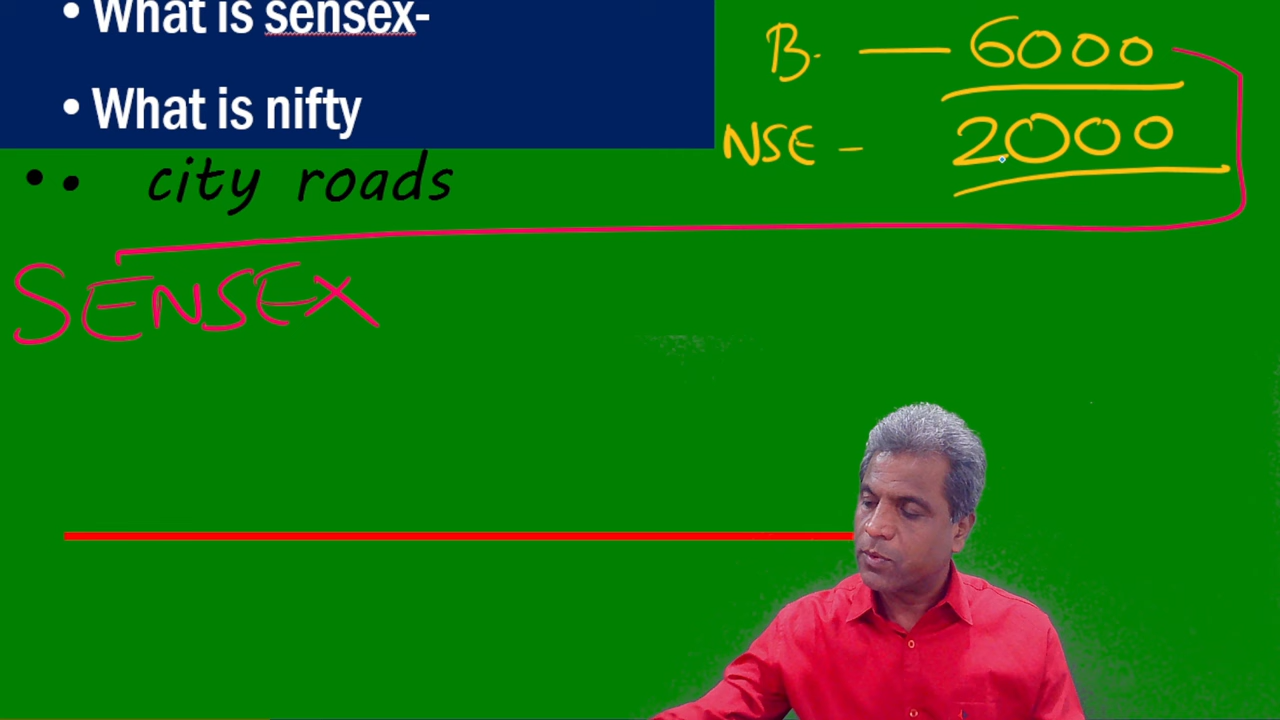 • What is sensex-
• What is nifty
B. — 6000
NSE - 2000
• • city roads
SENSEX